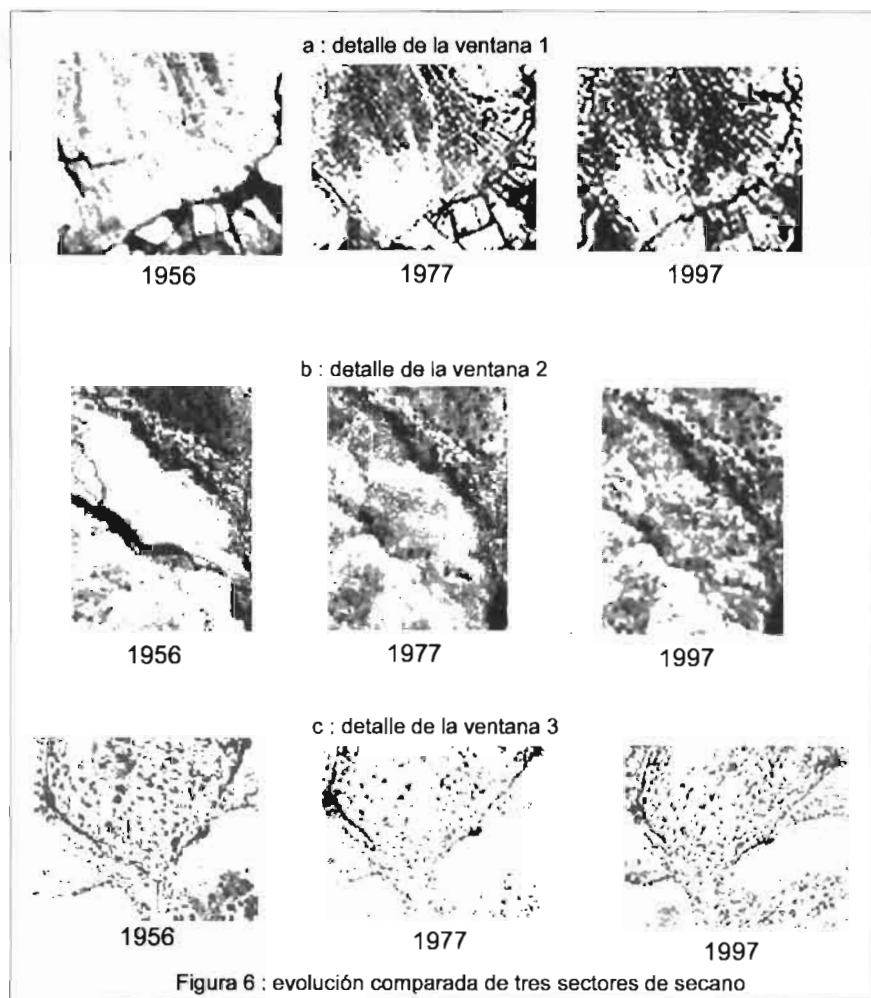 a : detalle de la ventana 1
1956 1977 1997
b : detalle de la ventana 2
1956 1977 1997
c : detalle de la ventana 3
1956 1977 1997
Figura 6 : evolución comparada de tres sectores de secano